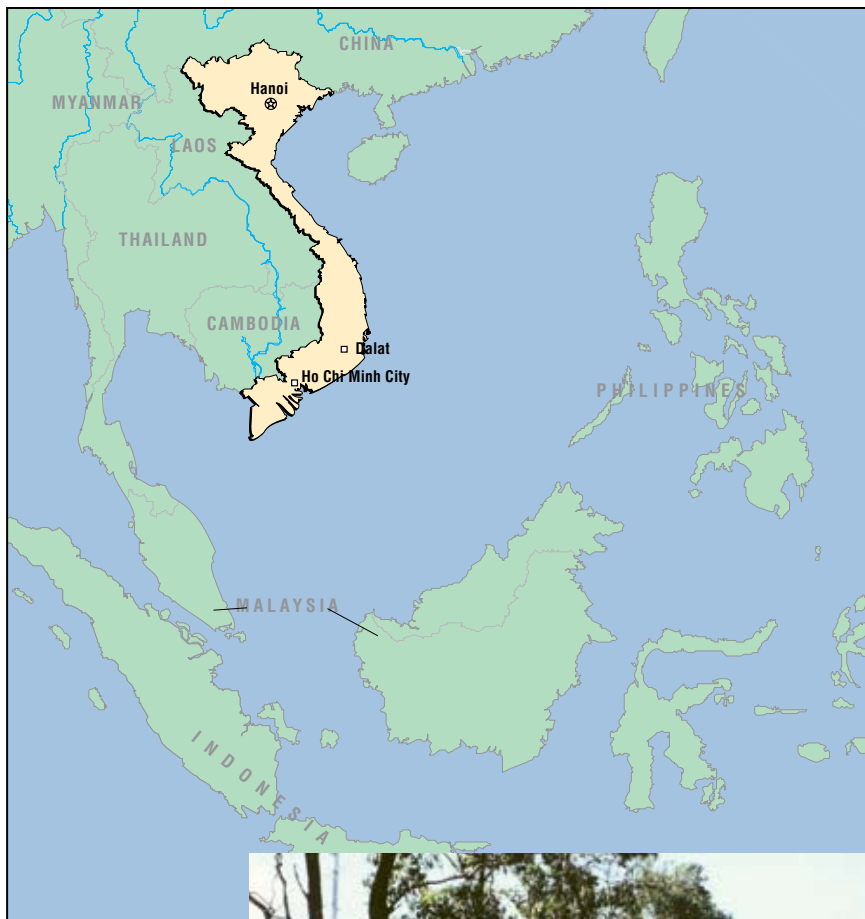 CHINA
Hanoi
MYANMAR
LAOS
THAILAND
CAMBODIA
Dalat
Ho Chi Minh City
PHILIPPINES
MALAYSIA
INDONESIA